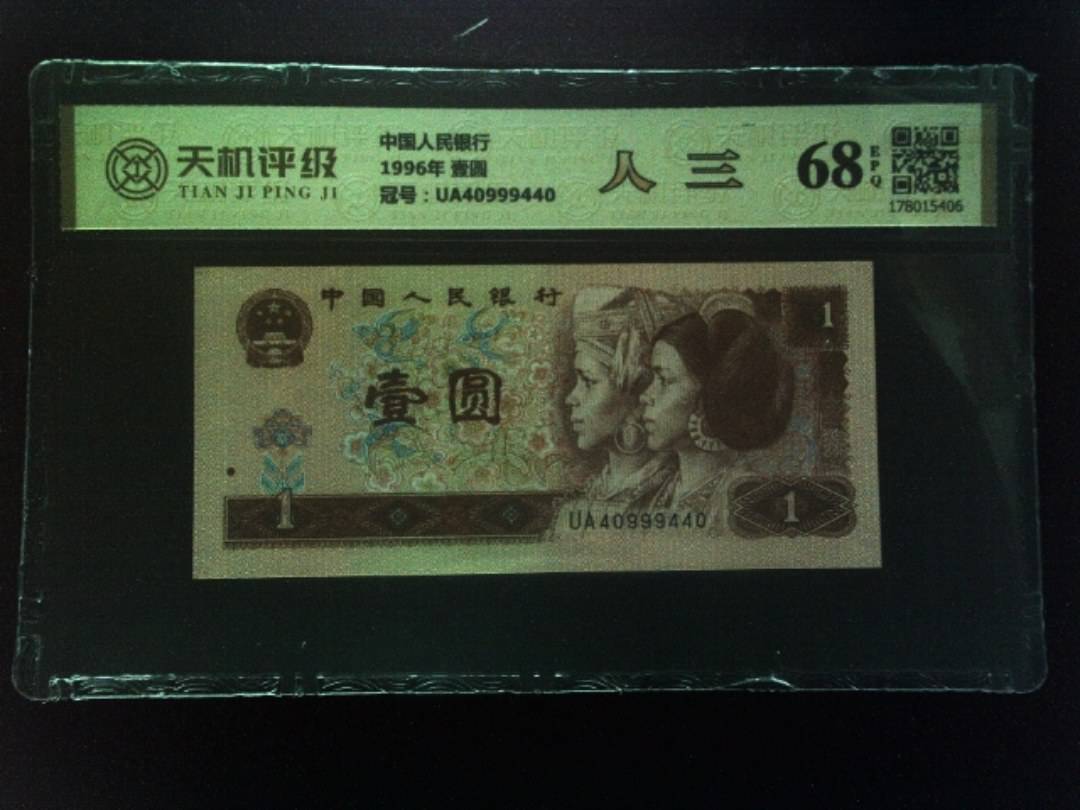 天机评级
TIAN JI PING JI
中国人民银行
1996年 壹圆
冠号：UA40999440
人三
68
EPQ
178015406
中国人民银行
1
壹圆
1
UA40999440
1